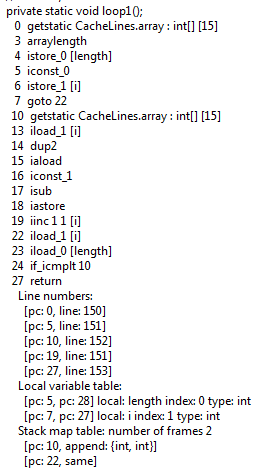 private static void loop1();
0 getstatic CacheLines.array : int[] [15]
3 arraylength
4 istore_0 [length]
5 iconst_0
6 istore_1 [i]
7 goto 22
10 getstatic CacheLines.array : int[] [15]
13 iload_1 [i]
14 dup2
15 iaload
16 iconst_1
17 isub
18 iastore
19 iinc 1 1 [i]
22 iload_1 [i]
23 iload_0 [length]
24 if_icmplt 10
27 return
Line numbers:
[pc: 0, line: 150]
[pc: 5, line: 151]
[pc: 10, line: 152]
[pc: 19, line: 151]
[pc: 27, line: 153]
Local variable table:
[pc: 5, pc: 28] local: length index: 0 type: int
[pc: 7, pc: 27] local: i index: 1 type: int
Stack map table: number of frames 2
[pc: 10, append: {int, int}]
[pc: 22, same]